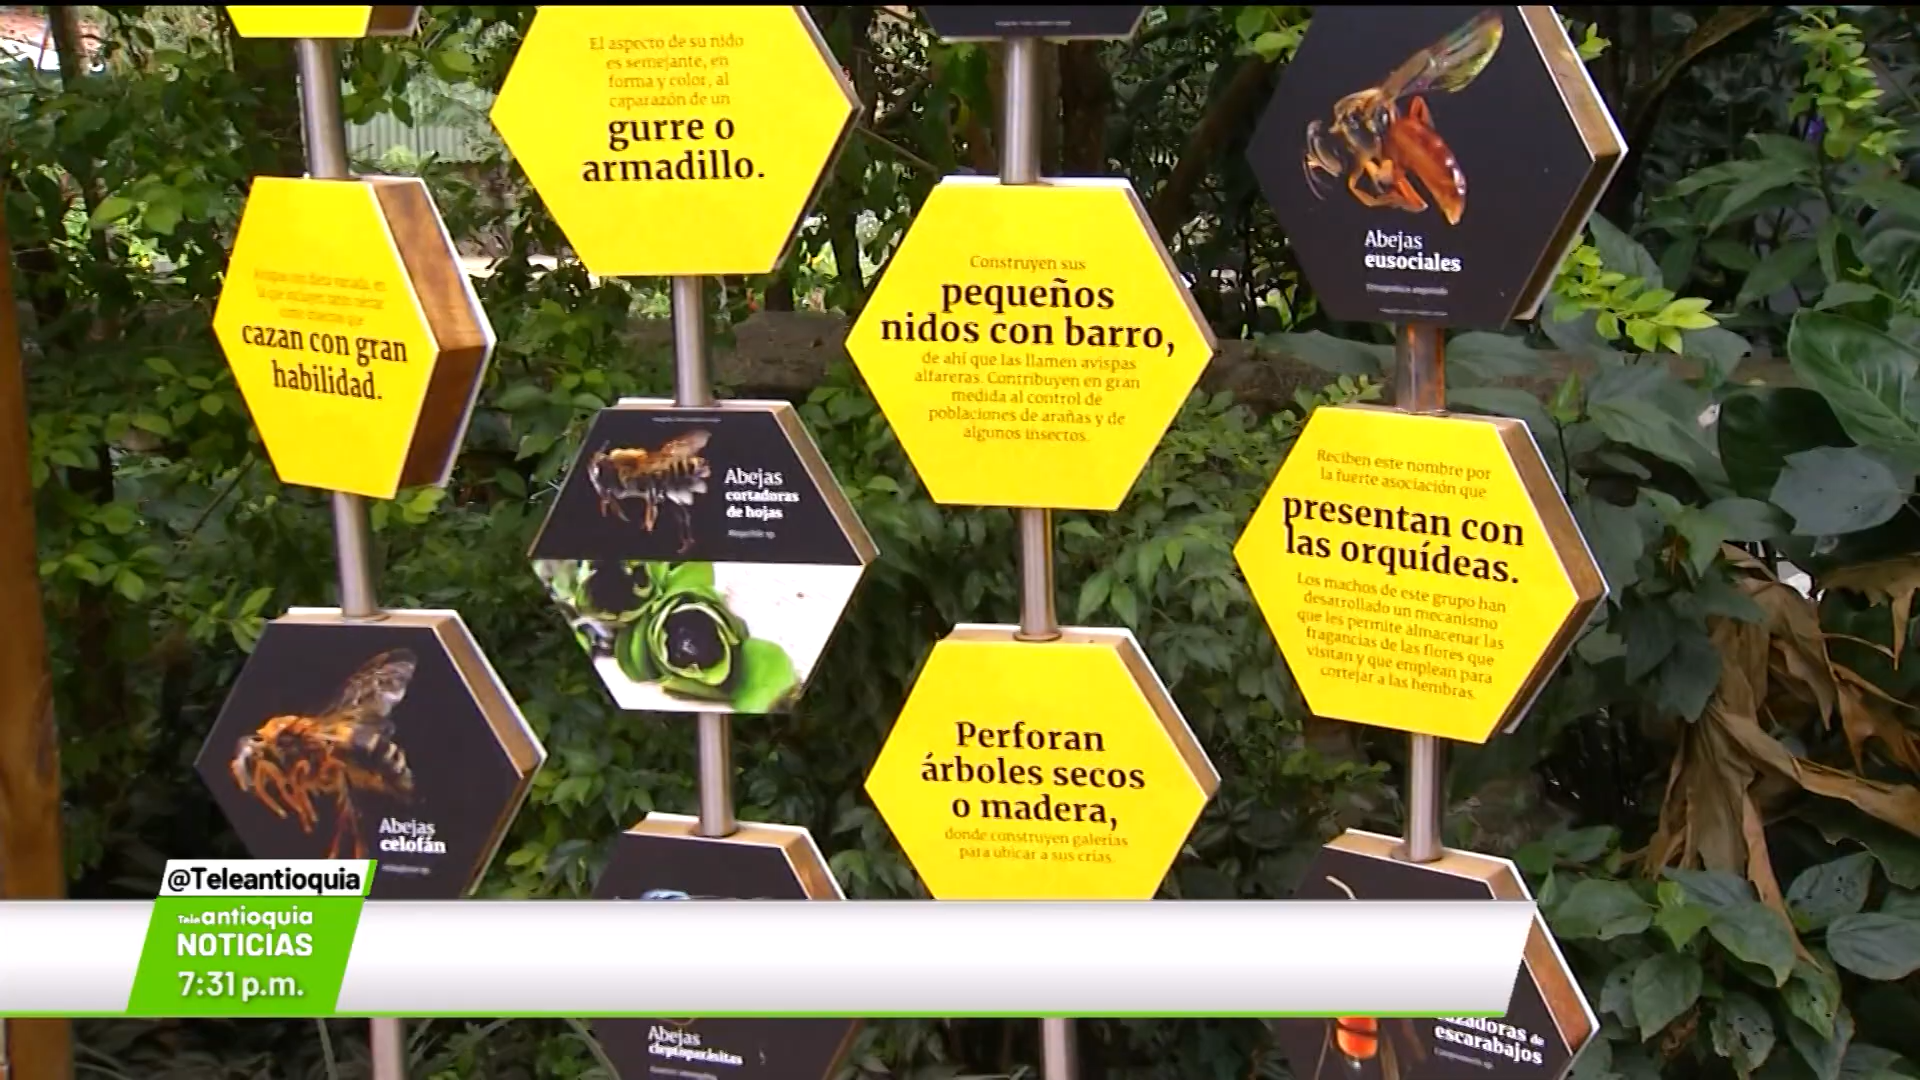 El aspecto de su nido
es semejante, en
forma y color, al
caparazón de un
gurre o
armadillo.
cazan con gran
habilidad.
Construyen sus
pequeños
nidos con barro,
de ahí que las llamen avispas
alfareras. Contribuyen en gran
medida al control de
poblaciones de arañas y de
algunos insectos.
Abejas
eusociales
Abejas
cortadoras
de hojas
Reciben este nombre por
la fuerte asociación que
presentan con
las orquídeas.
Los machos de este grupo han
desarrollado un mecanismo
que les permite almacenar las
fragancias de las flores que
visitan y que emplean para
cortejar a las hembras.
Abejas
celofán
Perforan
árboles secos
o madera,
donde construyen galerías
para ubicar a sus crías.
@Teleantioquia
Tele antioquia
NOTICIAS
7:31 p.m.
Abejas
cleptoparásitas
de
escarabajos